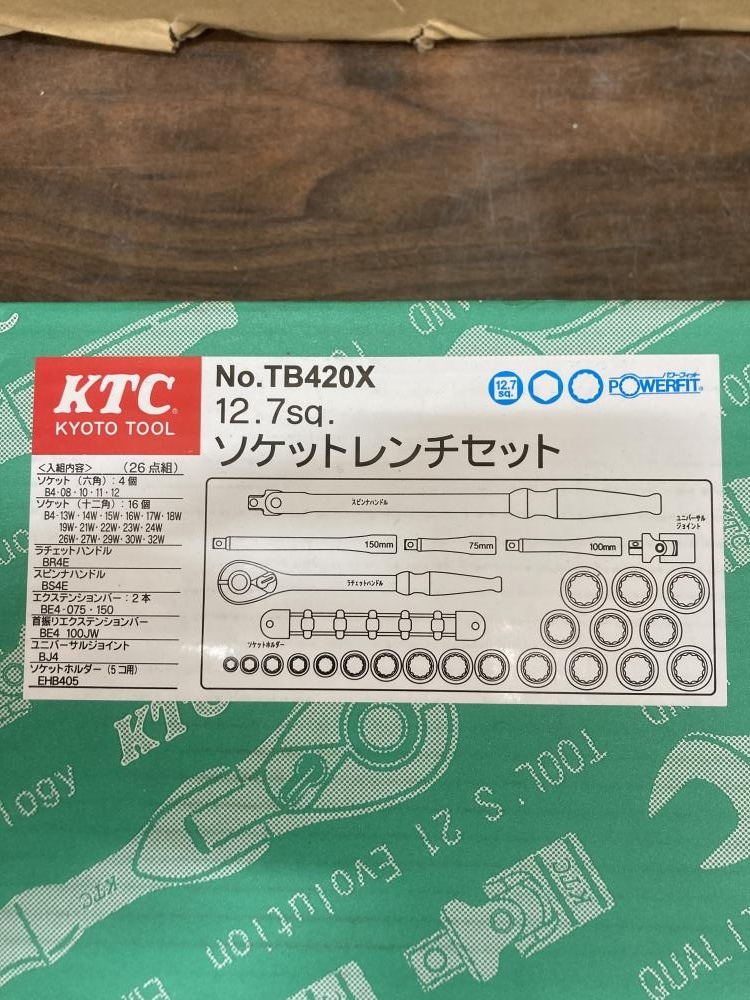 KTC
KYOTO TOOL
No.TB420X
12.7sq.
ソケットレンチセット
12.7
sq.
パワーフィット
POWERFIT®
<入組内容> (26点組)
ソケット(六角):4個
B4・08・10・11・12
ソケット(十二角):16個
B4・13W・14W・15W・16W・17W・18W
19W・21W・22W・23W・24W
26W・27W・29W・30W・32W
ラチェットハンドル
BR4E
スピンナハンドル
BS4E
エクステンションバー:2本
BE4・075・150
首振りエクステンションバー
BE4 100JW
ユニバーサルジョイント
BJ4
ソケットホルダー(5コ用)
EHB405
スピンナハンドル
ユニバーサル
ジョイント
150mm
75mm
100mm
ラチェットハンドル
ソケットホルダー
KTC
logy
TOOL'S 21 Evolution
KTC
KTC
QUALIT